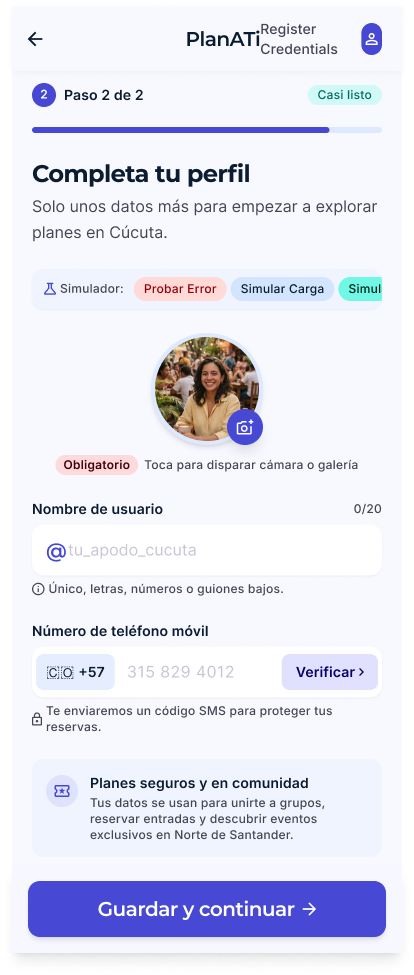 PlanATi
Register
Credentials
2 Paso 2 de 2
Casi listo
Completa tu perfil
Solo unos datos más para empezar a explorar
planes en Cúcuta.
Simulador: Probar Error Simular Carga Simul
Obligatorio Toca para disparar cámara o galería
Nombre de usuario 0/20
@tu_apodo_cucuta
Único, letras, números o guiones bajos.
Número de teléfono móvil
🇨🇴 +57 315 829 4012 Verificar ›
Te enviaremos un código SMS para proteger tus
reservas.
Planes seguros y en comunidad
Tus datos se usan para unirte a grupos,
reservar entradas y descubrir eventos
exclusivos en Norte de Santander.
Guardar y continuar →